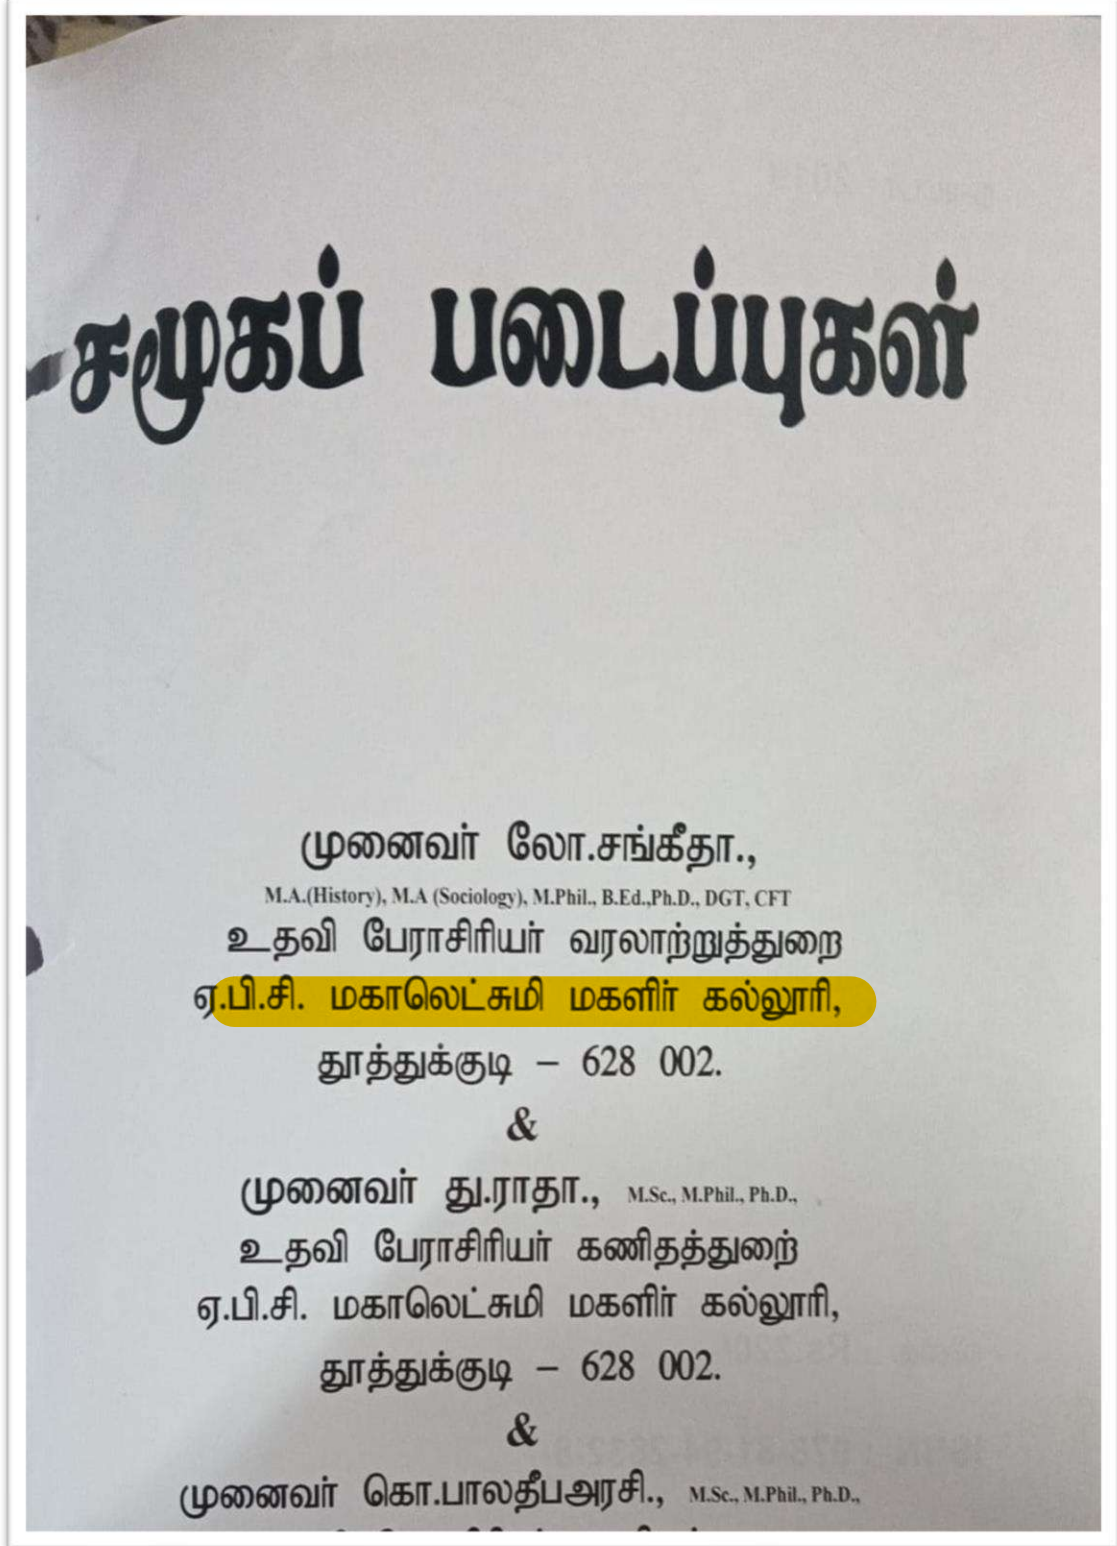 சமூகப் படைப்புகள்
முனைவர் லோ.சங்கீதா.,
M.A.(History), M.A (Sociology), M.Phil., B.Ed.,Ph.D., DGT, CFT
உதவி பேராசிரியர் வரலாற்றுத்துறை
ஏ.பி.சி. மகாலெட்சுமி மகளிர் கல்லூரி,
தூத்துக்குடி – 628 002.
&
முனைவர் து.ராதா., M.Sc., M.Phil., Ph.D.,
உதவி பேராசிரியர் கணிதத்துறை்
ஏ.பி.சி. மகாலெட்சுமி மகளிர் கல்லூரி,
தூத்துக்குடி – 628 002.
&
முனைவர் கொ.பாலதீபஅரசி., M.Sc., M.Phil., Ph.D.,